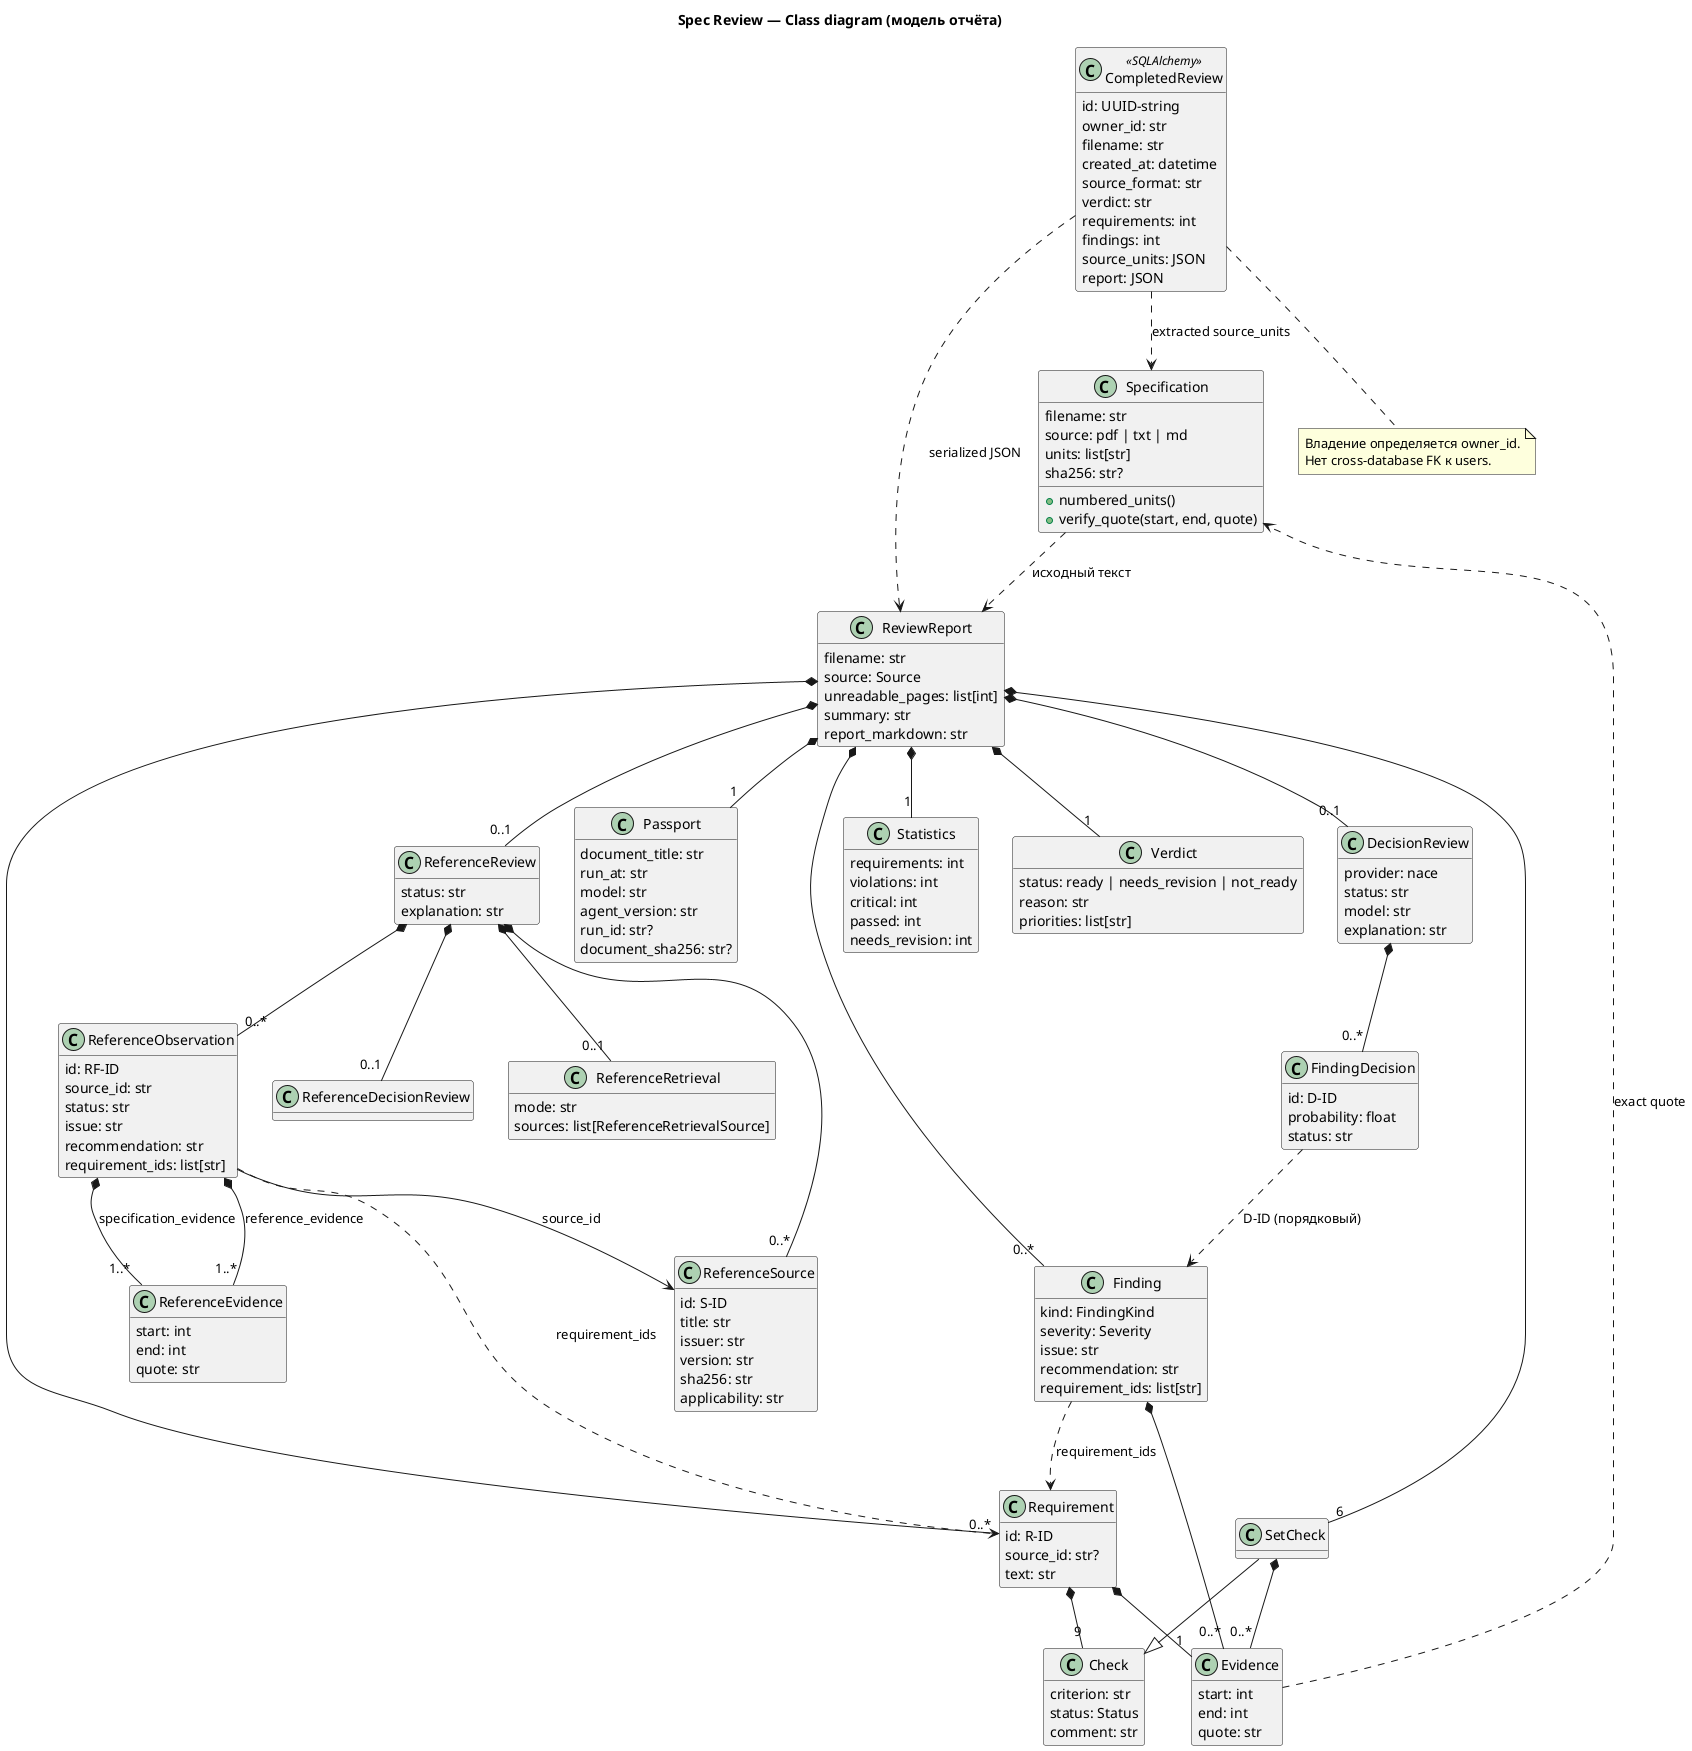 Spec Review — Class diagram (модель отчёта)
«SQLAlchemy»
C CompletedReview
id: UUID-string
owner_id: str
filename: str
created_at: datetime
source_format: str
verdict: str
requirements: int
findings: int
source_units: JSON
report: JSON
extracted source_units
C Specification
filename: str
source: pdf | txt | md
units: list[str]
sha256: str?
numbered_units()
verify_quote(start, end, quote)
Владение определяется owner_id.
Нет cross-database FK к users.
serialized JSON
исходный текст
C ReviewReport
filename: str
source: Source
unreadable_pages: list[int]
summary: str
report_markdown: str
0..1
1
1
1
0..1
C ReferenceReview
status: str
explanation: str
C Passport
document_title: str
run_at: str
model: str
agent_version: str
run_id: str?
document_sha256: str?
C Statistics
requirements: int
violations: int
critical: int
passed: int
needs_revision: int
C Verdict
status: ready | needs_revision | not_ready
reason: str
priorities: list[str]
C DecisionReview
provider: nace
status: str
model: str
explanation: str
0..*
0..1
0..1
0..*
C ReferenceObservation
id: RF-ID
source_id: str
status: str
issue: str
recommendation: str
requirement_ids: list[str]
C ReferenceDecisionReview
C ReferenceRetrieval
mode: str
sources: list[ReferenceRetrievalSource]
C FindingDecision
id: D-ID
probability: float
status: str
exact quote
specification_evidence
reference_evidence
source_id
D-ID (порядковый)
1..*
1..*
0..*
0..*
C ReferenceEvidence
start: int
end: int
quote: str
requirement_ids
C ReferenceSource
id: S-ID
title: str
issuer: str
version: str
sha256: str
applicability: str
C Finding
kind: FindingKind
severity: Severity
issue: str
recommendation: str
requirement_ids: list[str]
requirement_ids
0..*
6
C Requirement
id: R-ID
source_id: str?
text: str
C SetCheck
9
1
0..*
0..*
C Check
criterion: str
status: Status
comment: str
C Evidence
start: int
end: int
quote: str